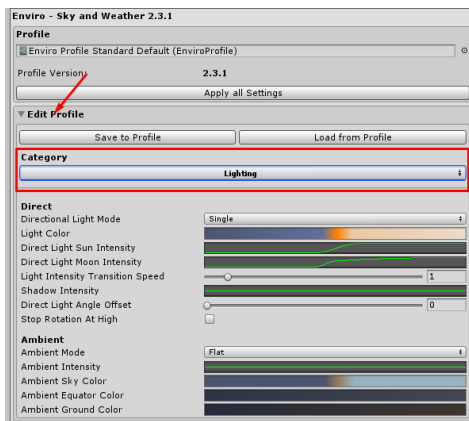 Enviro - Sky and Weather 2.3.1
Profile
Enviro Profile Standard Default (EnviroProfile)
Profile Version: 2.3.1
Apply all Settings
Edit Profile
Save to Profile Load from Profile
Category
Lighting
Direct
Directional Light Mode Single
Light Color
Direct Light Sun Intensity
Direct Light Moon Intensity
Light Intensity Transition Speed 1
Shadow Intensity
Direct Light Angle Offset 0
Stop Rotation At High
Ambient
Ambient Mode Flat
Ambient Intensity
Ambient Sky Color
Ambient Equator Color
Ambient Ground Color